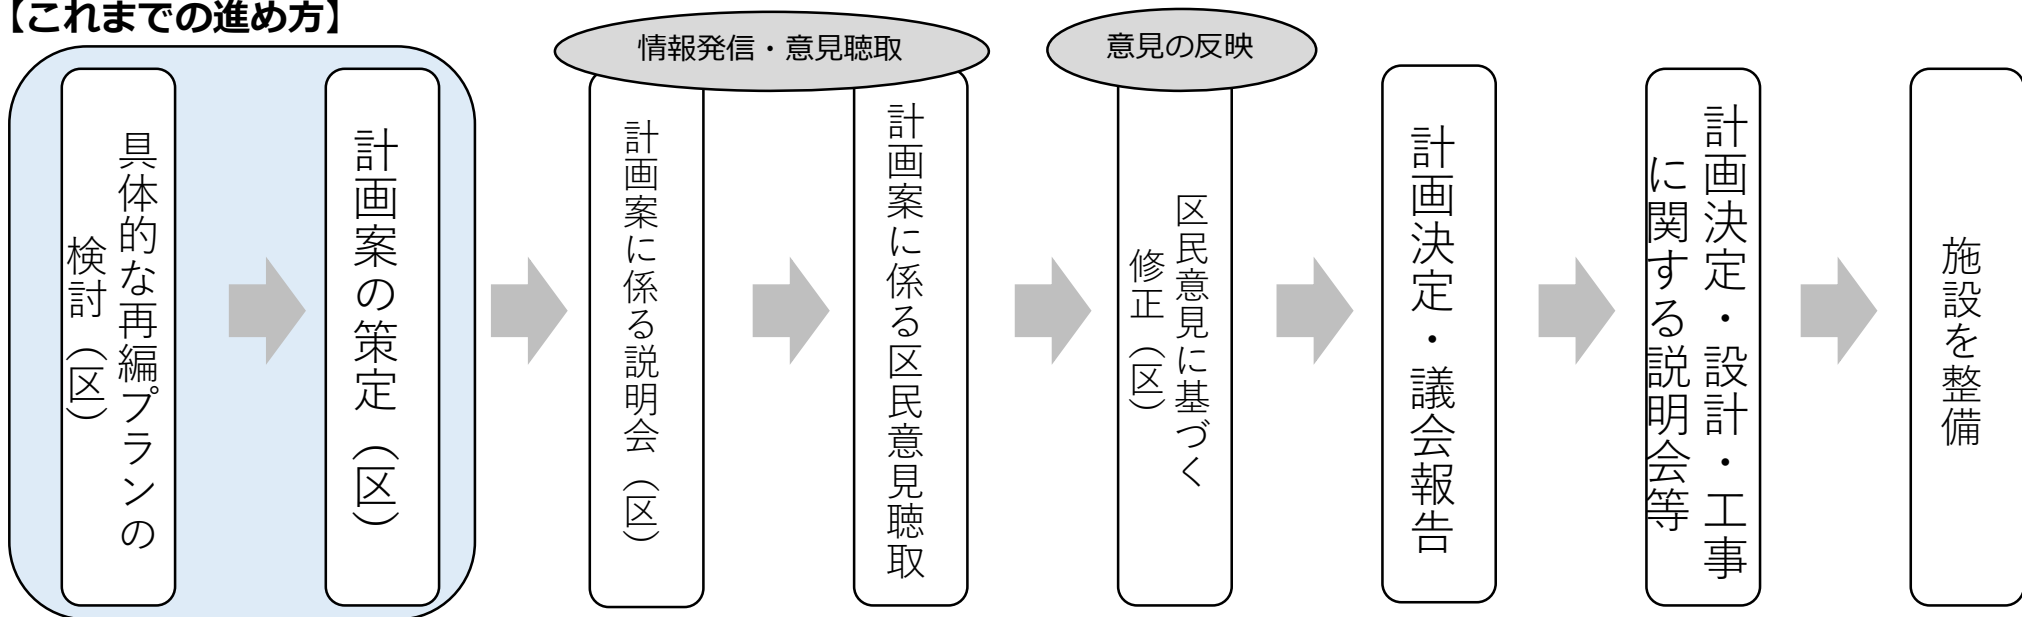 【これまでの進め方】
具体的な再編プランの
検討（区）
計画案の策定（区）
情報発信・意見聴取
計画案に係る説明会（区）
計画案に係る区民意見聴取
意見の反映
区民意見に基づく
修正（区）
計画決定・議会報告
計画決定・設計・工事
に関する説明会等
施設を整備